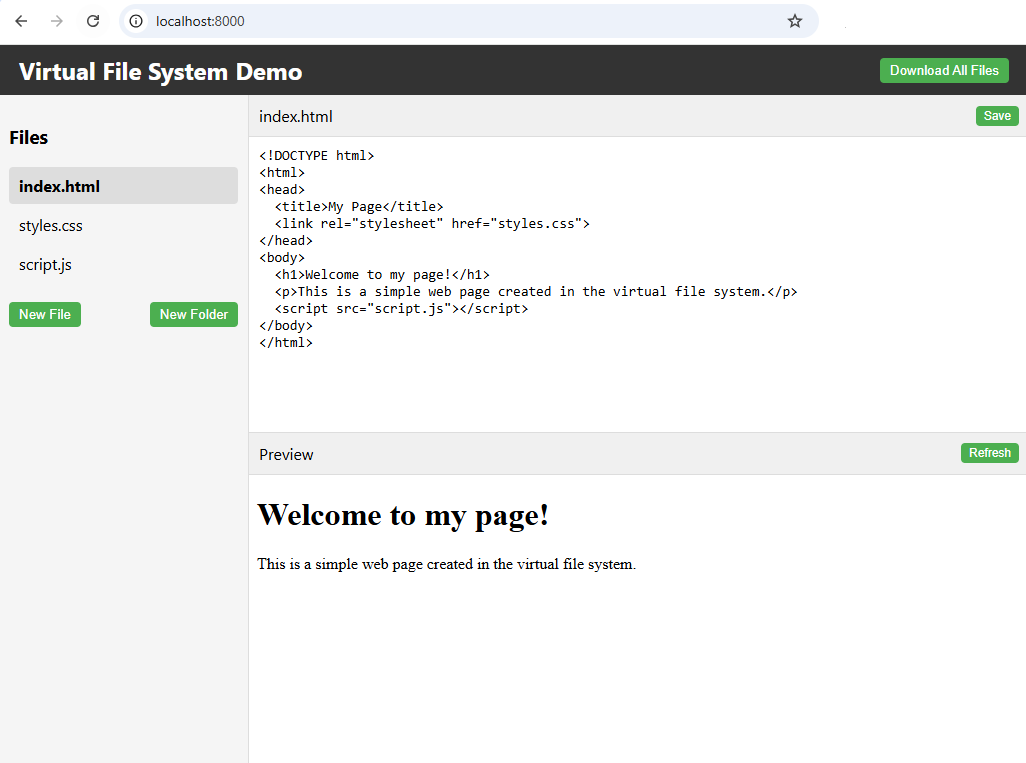 localhost:8000
Virtual File System Demo
Download All Files
Files
index.html
styles.css
script.js
New File
New Folder
index.html
Save
<!DOCTYPE html>
<html>
<head>
  <title>My Page</title>
  <link rel="stylesheet" href="styles.css">
</head>
<body>
  <h1>Welcome to my page!</h1>
  <p>This is a simple web page created in the virtual file system.</p>
  <script src="script.js"></script>
</body>
</html>
Preview
Refresh
Welcome to my page!
This is a simple web page created in the virtual file system.